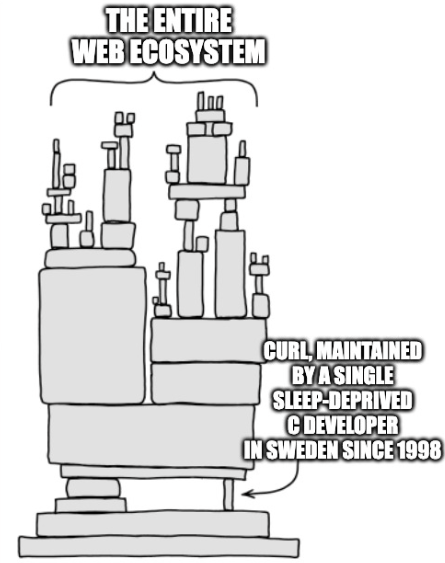 THE ENTIRE
WEB ECOSYSTEM
CURL, MAINTAINED
BY A SINGLE
SLEEP-DEPRIVED
C DEVELOPER
IN SWEDEN SINCE 1998